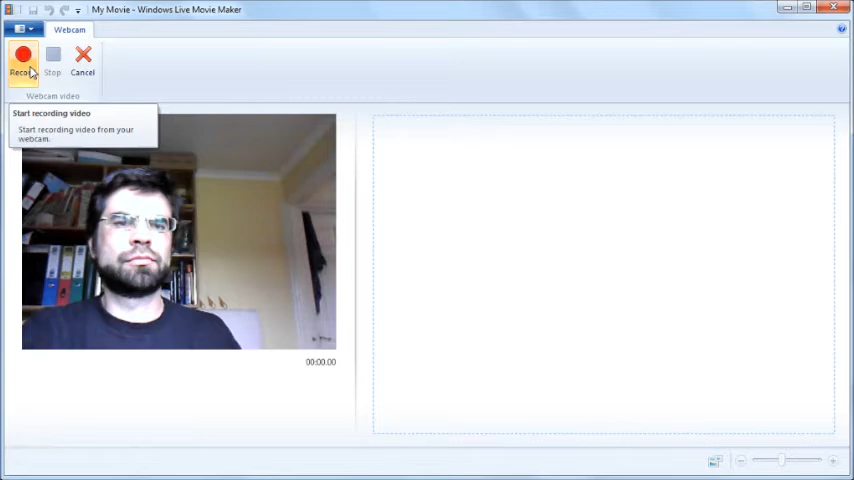 My Movie - Windows Live Movie Maker
Webcam
Record Stop Cancel
Webcam video
Start recording video
Start recording video from your
webcam.
00:00.00